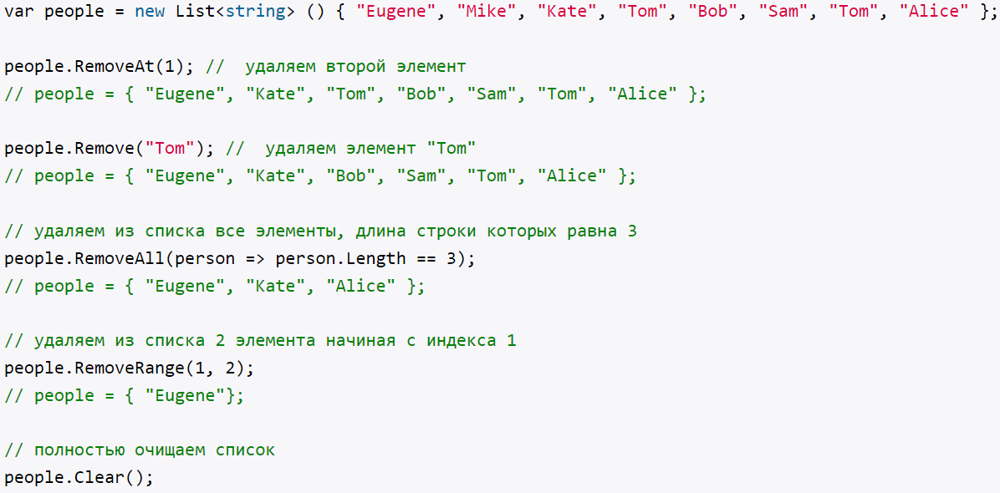 var people = new List<string> () { "Eugene", "Mike", "Kate", "Tom", "Bob", "Sam", "Tom", "Alice" };
people.RemoveAt(1); //  удаляем второй элемент
// people = { "Eugene", "Kate", "Tom", "Bob", "Sam", "Tom", "Alice" };
people.Remove("Tom"); //  удаляем элемент "Tom"
// people = { "Eugene", "Kate", "Bob", "Sam", "Tom", "Alice" };
// удаляем из списка все элементы, длина строки которых равна 3
people.RemoveAll(person => person.Length == 3);
// people = { "Eugene", "Kate", "Alice" };
// удаляем из списка 2 элемента начиная с индекса 1
people.RemoveRange(1, 2);
// people = { "Eugene"};
// полностью очищаем список
people.Clear();